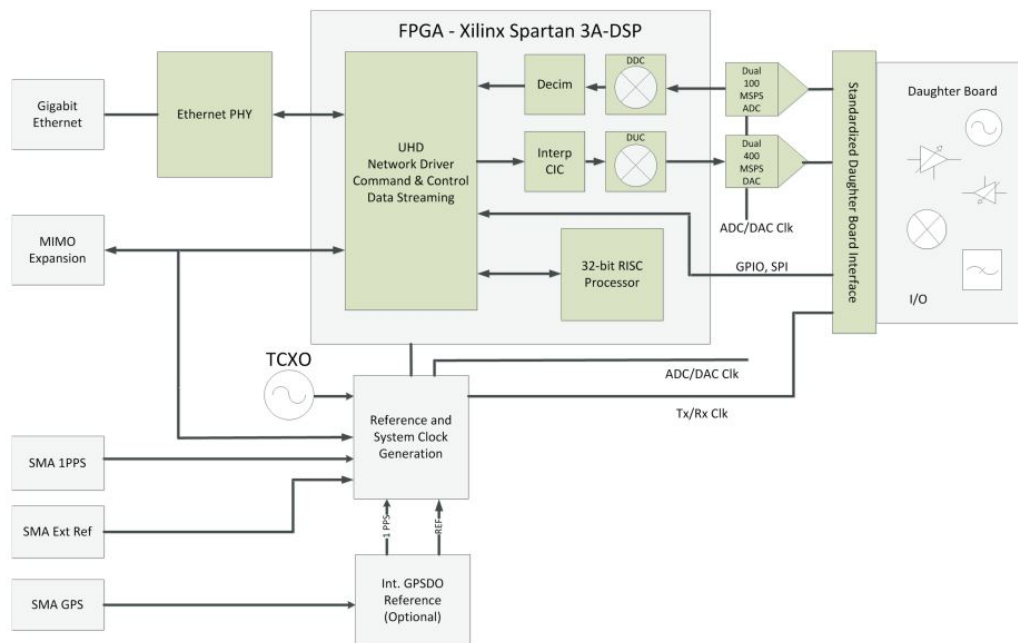 FPGA - Xilinx Spartan 3A-DSP
Gigabit
Ethernet
Ethernet PHY
UHD
Network Driver
Command & Control
Data Streaming
Decim
DDC
Dual
100
MSPS
ADC
Interp
CIC
DUC
Dual
400
MSPS
DAC
ADC/DAC Clk
Standardized Daughter Board Interface
Daughter Board
I/O
MIMO
Expansion
32-bit RISC
Processor
GPIO, SPI
TCXO
ADC/DAC Clk
Tx/Rx Clk
Reference and
System Clock
Generation
SMA 1PPS
SMA Ext Ref
1 PPS
REF
SMA GPS
Int. GPSDO
Reference
(Optional)